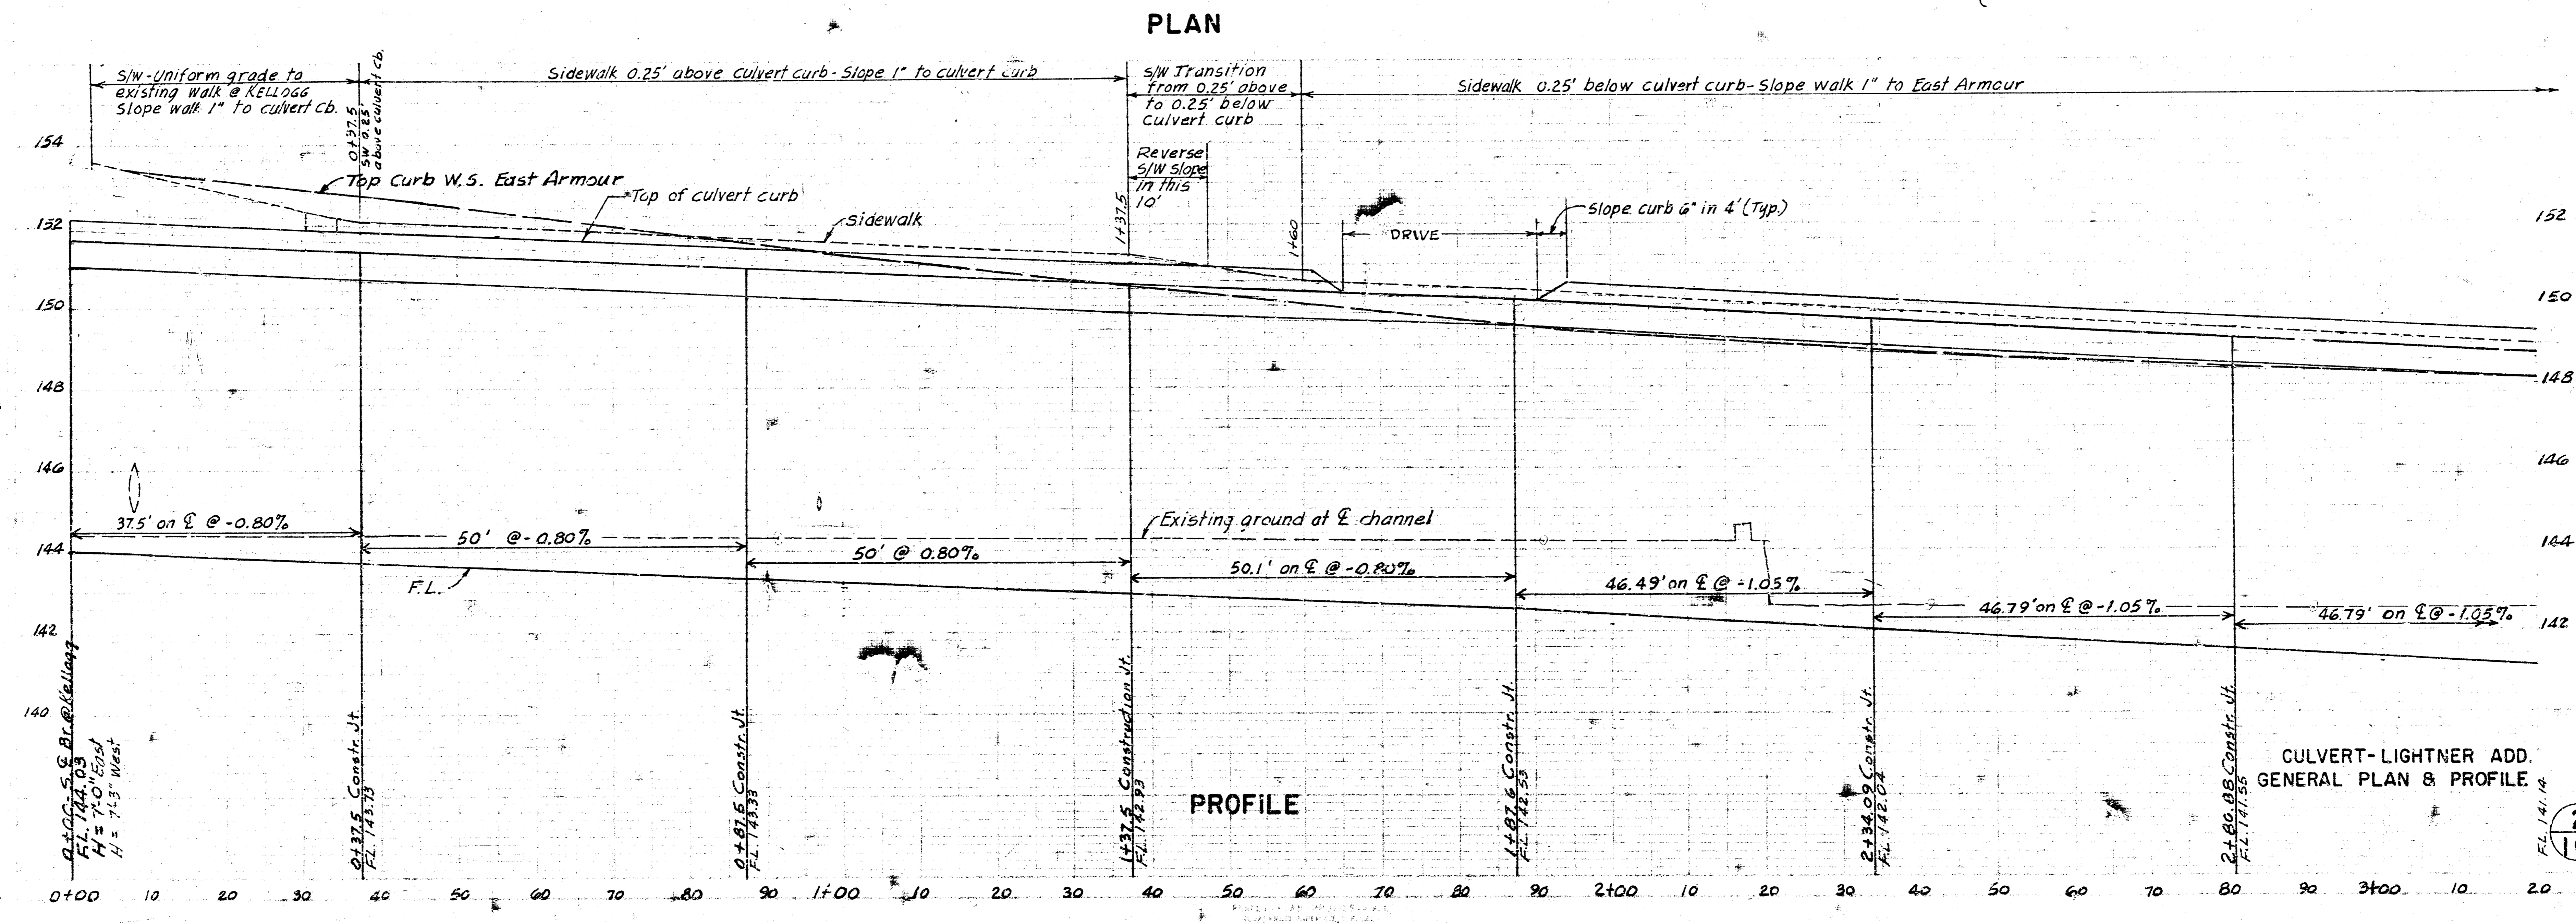 PLAN
S/W-Uniform grade to
existing walk @ KELLOGG
Slope walk 1" to culvert cb.
0+37.5
SW 0.25'
above culvert cb.
Sidewalk 0.25' above culvert curb-Slope 1" to culvert curb
S/W Transition
from 0.25' above
to 0.25' below
Culvert curb
Sidewalk 0.25' below culvert curb-Slope walk 1" to East Armour
Reverse
S/W slope
in this
10'
1+37.5
1+60
Top Curb W.S. East Armour
Top of culvert curb
Sidewalk
DRIVE
Slope curb 6" in 4' (Typ.)
154
152
150
148
146
144
142
140
152
150
148
146
144
142
37.5' on ℄ @ -0.80%
50' @ -0.80%
50' @ 0.80%
Existing ground at ℄ channel
50.1' on ℄ @ -0.80%
46.49' on ℄ @ -1.05%
46.79' on ℄ @ -1.05%
46.79' on ℄ @ -1.05%
F.L.
0+00- S. ℄ Br. @ Kellogg
F.L. 144.03
H = 7'-0" East
H = 7'-3" West
0+37.5 Constr. Jt.
F.L. 143.73
0+87.5 Constr. Jt.
F.L. 143.33
1+37.5 Construction Jt.
F.L. 142.93
1+87.6 Constr. Jt.
F.L. 142.53
2+34.09 Constr. Jt.
F.L. 142.04
2+80.88 Constr. Jt.
F.L. 141.55
F.L. 141.14
PROFILE
CULVERT-LIGHTNER ADD.
GENERAL PLAN & PROFILE
0+00 10 20 30 40 50 60 70 80 90 1+00 10 20 30 40 50 60 70 80 90 2+00 10 20 30 40 50 60 70 80 90 3+00 10 20